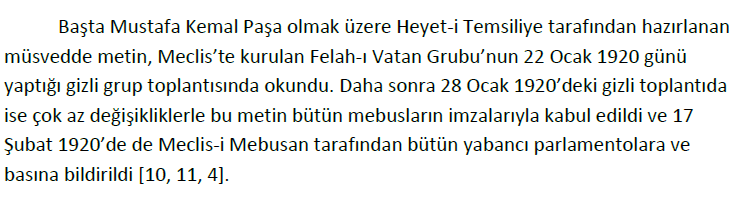 Başta Mustafa Kemal Paşa olmak üzere Heyet-i Temsiliye tarafından hazırlanan
müsvedde metin, Meclis’te kurulan Felah-ı Vatan Grubu’nun 22 Ocak 1920 günü
yaptığı gizli grup toplantısında okundu. Daha sonra 28 Ocak 1920’deki gizli toplantıda
ise çok az değişikliklerle bu metin bütün mebusların imzalarıyla kabul edildi ve 17
Şubat 1920’de de Meclis-i Mebusan tarafından bütün yabancı parlamentolara ve
basına bildirildi [10, 11, 4].